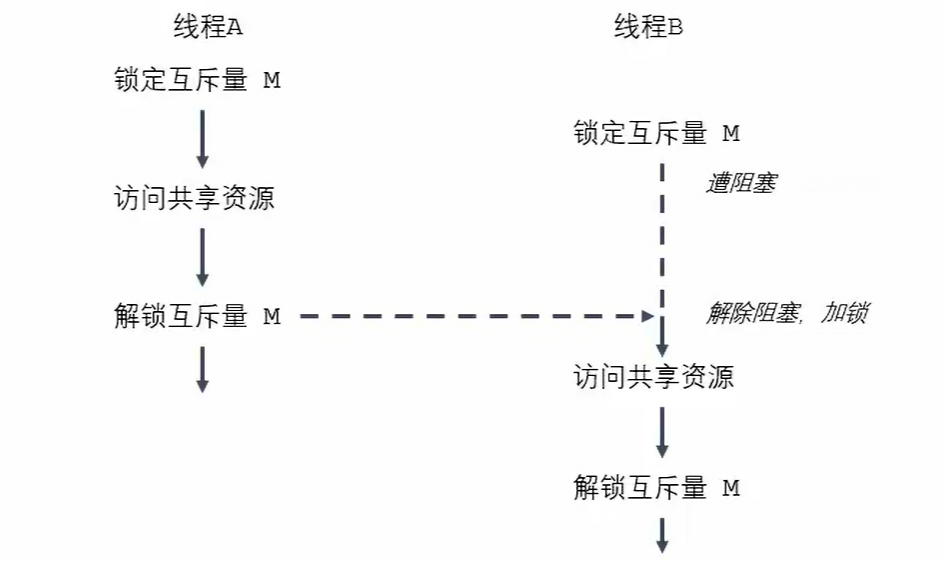 线程A
锁定互斥量 M
访问共享资源
解锁互斥量 M
线程B
锁定互斥量 M
遭阻塞
解除阻塞, 加锁
访问共享资源
解锁互斥量 M